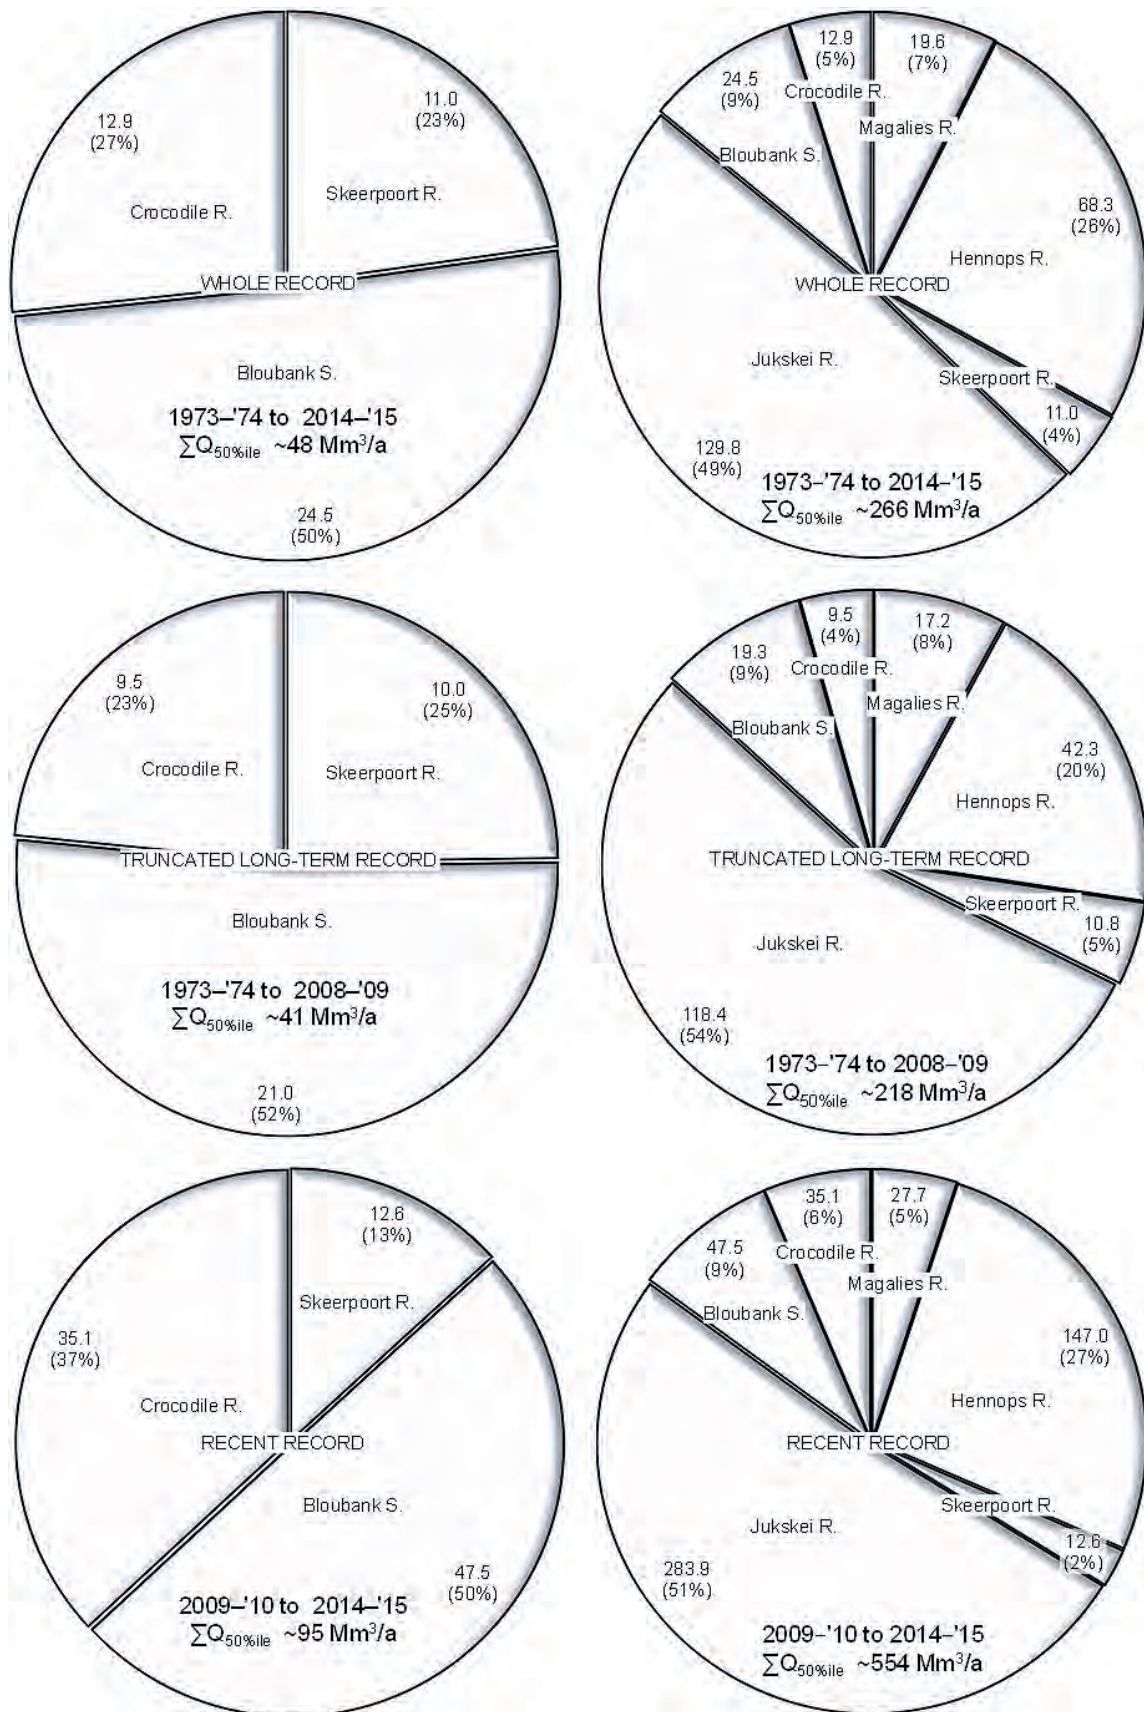 12.9
(27%)
11.0
(23%)
Crocodile R.
Skeerpoort R.
WHOLE RECORD
Bloubank S.
1973–'74 to 2014–'15
∑Q50%ile ~48 Mm³/a
24.5
(50%)
12.9
(5%)
19.6
(7%)
24.5
(9%)
Crocodile R.
Magalies R.
Bloubank S.
68.3
(26%)
Hennops R.
WHOLE RECORD
Jukskei R.
Skeerpoort R.
11.0
(4%)
129.8
(49%)
1973–'74 to 2014–'15
∑Q50%ile ~266 Mm³/a
9.5
(23%)
10.0
(25%)
Crocodile R.
Skeerpoort R.
TRUNCATED LONG-TERM RECORD
Bloubank S.
1973–'74 to 2008–'09
∑Q50%ile ~41 Mm³/a
21.0
(52%)
9.5
(4%)
17.2
(8%)
19.3
(9%)
Crocodile R.
Magalies R.
Bloubank S.
42.3
(20%)
Hennops R.
TRUNCATED LONG-TERM RECORD
Skeerpoort R.
10.8
(5%)
Jukskei R.
118.4
(54%)
1973–'74 to 2008–'09
∑Q50%ile ~218 Mm³/a
12.6
(13%)
Skeerpoort R.
35.1
(37%)
Crocodile R.
RECENT RECORD
Bloubank S.
47.5
(50%)
2009–'10 to 2014–'15
∑Q50%ile ~95 Mm³/a
35.1
(6%)
27.7
(5%)
47.5
(9%)
Crocodile R.
Magalies R.
Bloubank S.
147.0
(27%)
Hennops R.
RECENT RECORD
Skeerpoort R.
12.6
(2%)
Jukskei R.
283.9
(51%)
2009–'10 to 2014–'15
∑Q50%ile ~554 Mm³/a